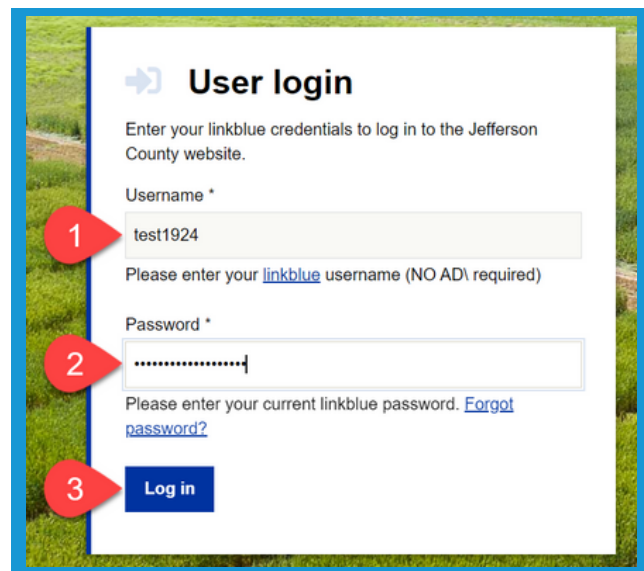 User login
Enter your linkblue credentials to log in to the Jefferson
County website.
Username *
1
test1924
Please enter your linkblue username (NO AD\ required)
Password *
2
•••••••••••••••••••
Please enter your current linkblue password. Forgot
password?
3
Log in